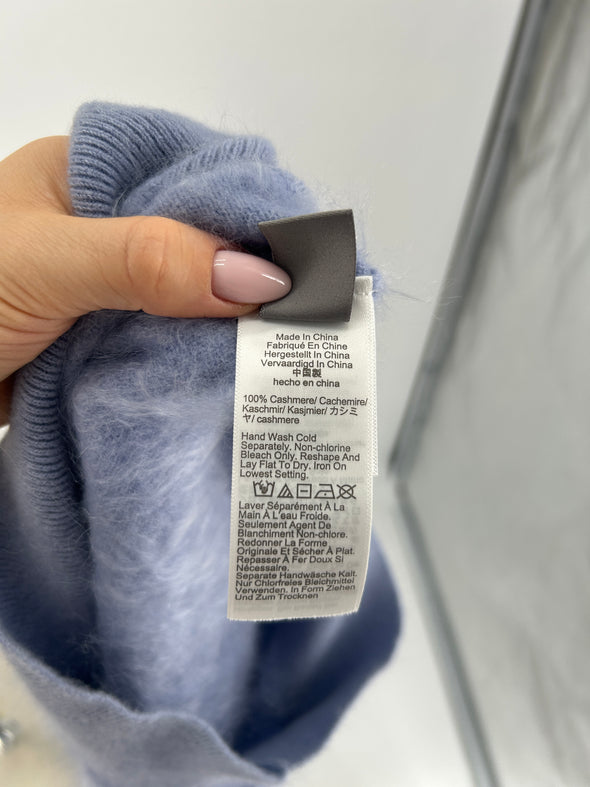 Made In China
Fabriqué En Chine
Hergestellt In China
Vervaardigd In China
中国製
hecho en china
100% Cashmere/ Cachemire/
Kaschmir/ Kasjmier/ カシミ
ヤ/ cashmere
Hand Wash Cold
Separately. Non-chlorine
Bleach Only. Reshape And
Lay Flat To Dry. Iron On
Lowest Setting.
Laver Séparément À La
Main À L'eau Froide.
Seulement Agent De
Blanchiment Non-chlore.
Redonner La Forme
Originale Et Sécher À Plat.
Repasser À Fer Doux Si
Nécessaire.
Separate Handwäsche Kalt.
Nur Chlorfreies Bleichmittel
Verwenden. In Form Ziehen
Und Zum Trocknen